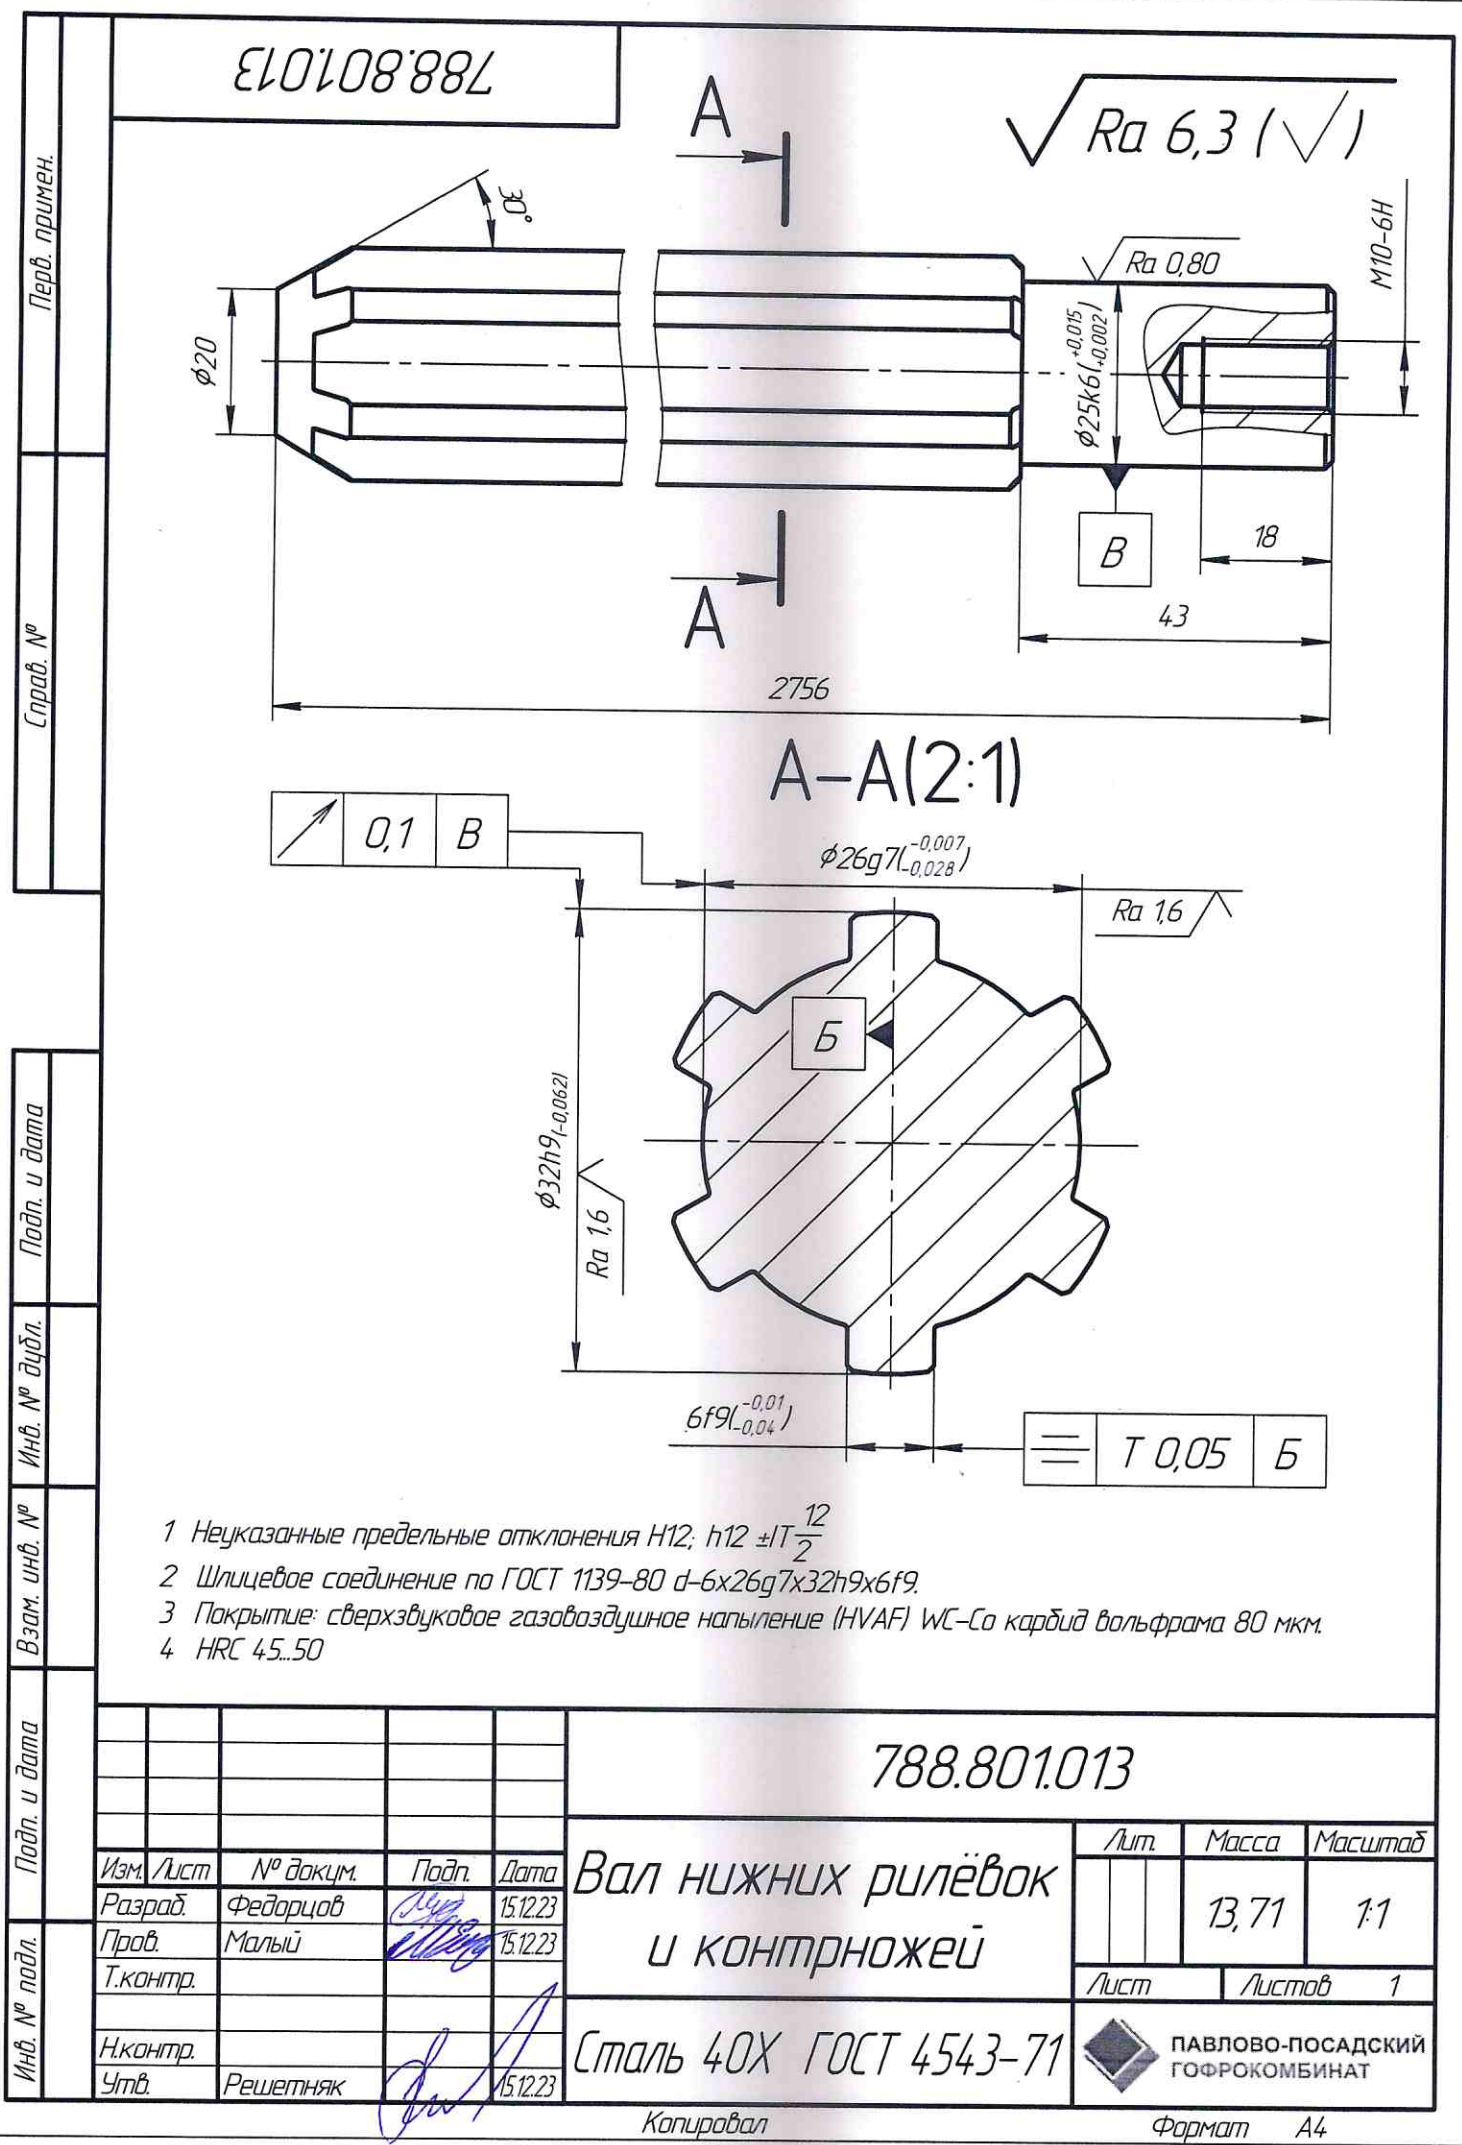 788.801.013
Ra 6,3 (√)
A
30°
Ra 0,80
M10-6H
⌀20
⌀25k6(+0,015 +0,002)
В
18
43
A
2756
A-A(2:1)
0,1 В
⌀26g7(-0,007 -0,028)
Ra 1,6
Б
⌀32h9(-0,062)
Ra 1,6
6f9(-0,01 -0,04)
T 0,05 Б
1 Неуказанные предельные отклонения H12; h12 ±IT 12/2
2 Шлицевое соединение по ГОСТ 1139-80 d-6x26g7x32h9x6f9.
3 Покрытие: сверхзвуковое газовоздушное напыление (HVAF) WC-Co карбид вольфрама 80 мкм.
4 HRC 45...50
Перв. примен.
Справ. №
Подп. и дата
Инв. № дубл.
Взам. инв. №
Подп. и дата
Инв. № подл.
788.801.013
Изм. Лист № докум. Подп. Дата
Разраб. Федорцов 15.12.23
Пров. Малый 15.12.23
Т.контр.
Н.контр.
Утв. Решетняк 15.12.23
Вал нижних рилёвок
и контрножей
Лит. Масса Масштаб
13,71 1:1
Лист Листов 1
Сталь 40Х ГОСТ 4543-71
ПАВЛОВО-ПОСАДСКИЙ
ГОФРОКОМБИНАТ
Копировал Формат А4